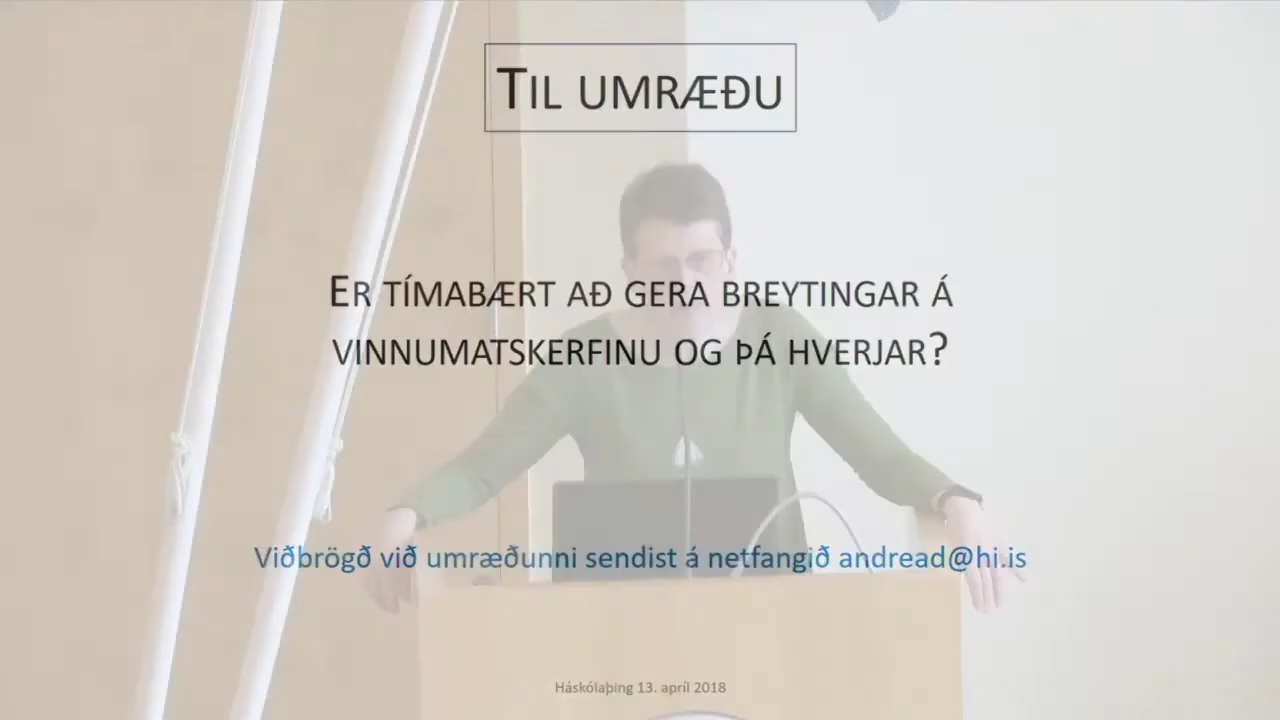 TIL UMRÆÐU
ER TÍMABÆRT AÐ GERA BREYTINGAR Á
VINNUMATSKERFINU OG ÞÁ HVERJAR?
Viðbrögð við umræðunni sendist á netfangið andread@hi.is
Háskólaþing 13. apríl 2018